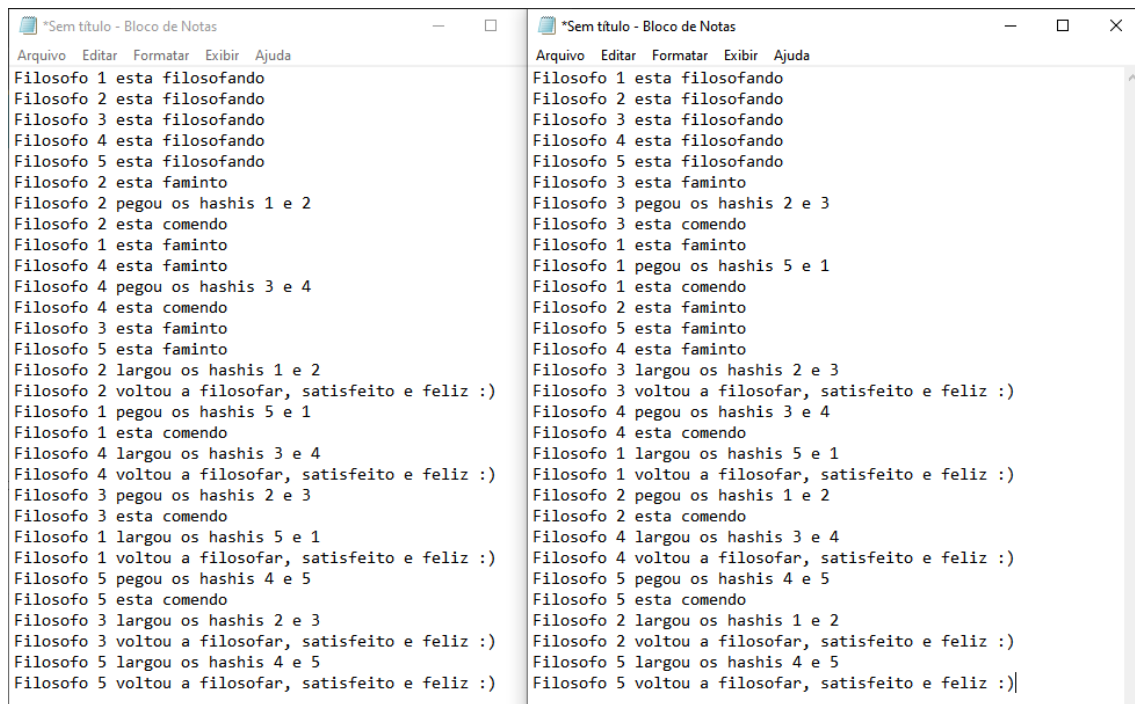 *Sem título - Bloco de Notas
Arquivo Editar Formatar Exibir Ajuda
Filosofo 1 esta filosofando
Filosofo 2 esta filosofando
Filosofo 3 esta filosofando
Filosofo 4 esta filosofando
Filosofo 5 esta filosofando
Filosofo 2 esta faminto
Filosofo 2 pegou os hashis 1 e 2
Filosofo 2 esta comendo
Filosofo 1 esta faminto
Filosofo 4 esta faminto
Filosofo 4 pegou os hashis 3 e 4
Filosofo 4 esta comendo
Filosofo 3 esta faminto
Filosofo 5 esta faminto
Filosofo 2 largou os hashis 1 e 2
Filosofo 2 voltou a filosofar, satisfeito e feliz :)
Filosofo 1 pegou os hashis 5 e 1
Filosofo 1 esta comendo
Filosofo 4 largou os hashis 3 e 4
Filosofo 4 voltou a filosofar, satisfeito e feliz :)
Filosofo 3 pegou os hashis 2 e 3
Filosofo 3 esta comendo
Filosofo 1 largou os hashis 5 e 1
Filosofo 1 voltou a filosofar, satisfeito e feliz :)
Filosofo 5 pegou os hashis 4 e 5
Filosofo 5 esta comendo
Filosofo 3 largou os hashis 2 e 3
Filosofo 3 voltou a filosofar, satisfeito e feliz :)
Filosofo 5 largou os hashis 4 e 5
Filosofo 5 voltou a filosofar, satisfeito e feliz :)
*Sem título - Bloco de Notas
Arquivo Editar Formatar Exibir Ajuda
Filosofo 1 esta filosofando
Filosofo 2 esta filosofando
Filosofo 3 esta filosofando
Filosofo 4 esta filosofando
Filosofo 5 esta filosofando
Filosofo 3 esta faminto
Filosofo 3 pegou os hashis 2 e 3
Filosofo 3 esta comendo
Filosofo 1 esta faminto
Filosofo 1 pegou os hashis 5 e 1
Filosofo 1 esta comendo
Filosofo 2 esta faminto
Filosofo 5 esta faminto
Filosofo 4 esta faminto
Filosofo 3 largou os hashis 2 e 3
Filosofo 3 voltou a filosofar, satisfeito e feliz :)
Filosofo 4 pegou os hashis 3 e 4
Filosofo 4 esta comendo
Filosofo 1 largou os hashis 5 e 1
Filosofo 1 voltou a filosofar, satisfeito e feliz :)
Filosofo 2 pegou os hashis 1 e 2
Filosofo 2 esta comendo
Filosofo 4 largou os hashis 3 e 4
Filosofo 4 voltou a filosofar, satisfeito e feliz :)
Filosofo 5 pegou os hashis 4 e 5
Filosofo 5 esta comendo
Filosofo 2 largou os hashis 1 e 2
Filosofo 2 voltou a filosofar, satisfeito e feliz :)
Filosofo 5 largou os hashis 4 e 5
Filosofo 5 voltou a filosofar, satisfeito e feliz :)